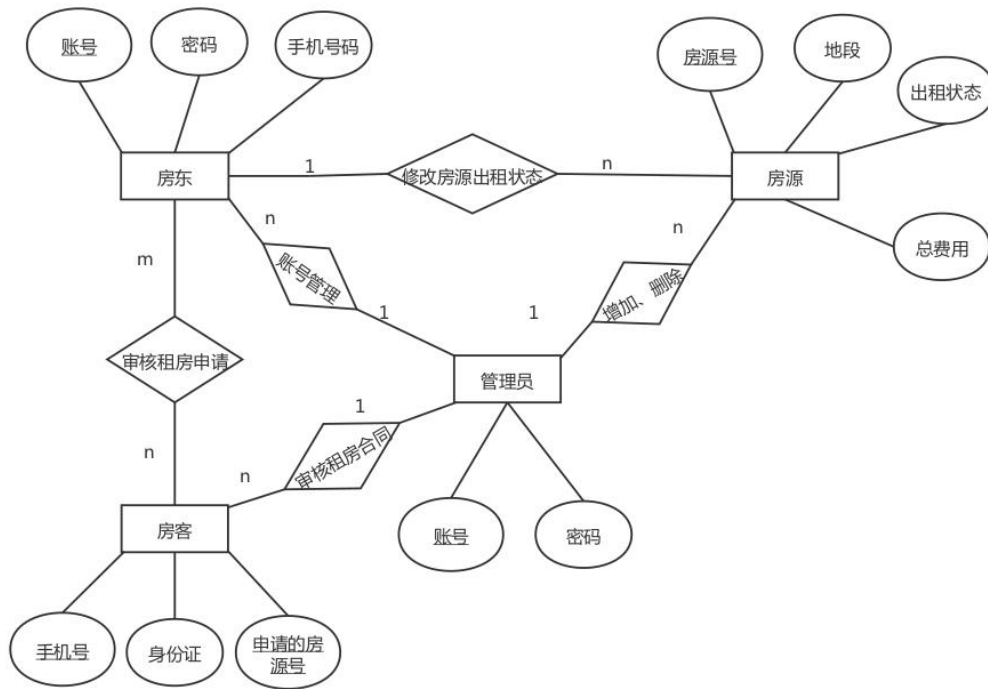 账号
密码
手机号码
房源号
地段
出租状态
房东
1
修改房源出租状态
n
房源
n
n
总费用
m
账号管理
增加、删除
1
1
审核租房申请
管理员
1
审核租房合同
n
n
房客
账号
密码
手机号
身份证
申请的房
源号